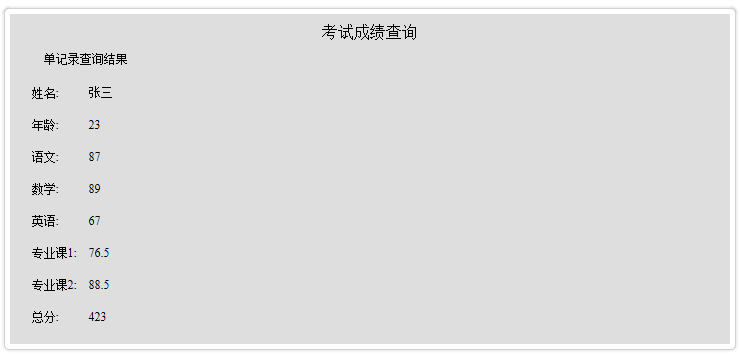 考试成绩查询
单记录查询结果
姓名: 张三
年龄: 23
语文: 87
数学: 89
英语: 67
专业课1: 76.5
专业课2: 88.5
总分: 423